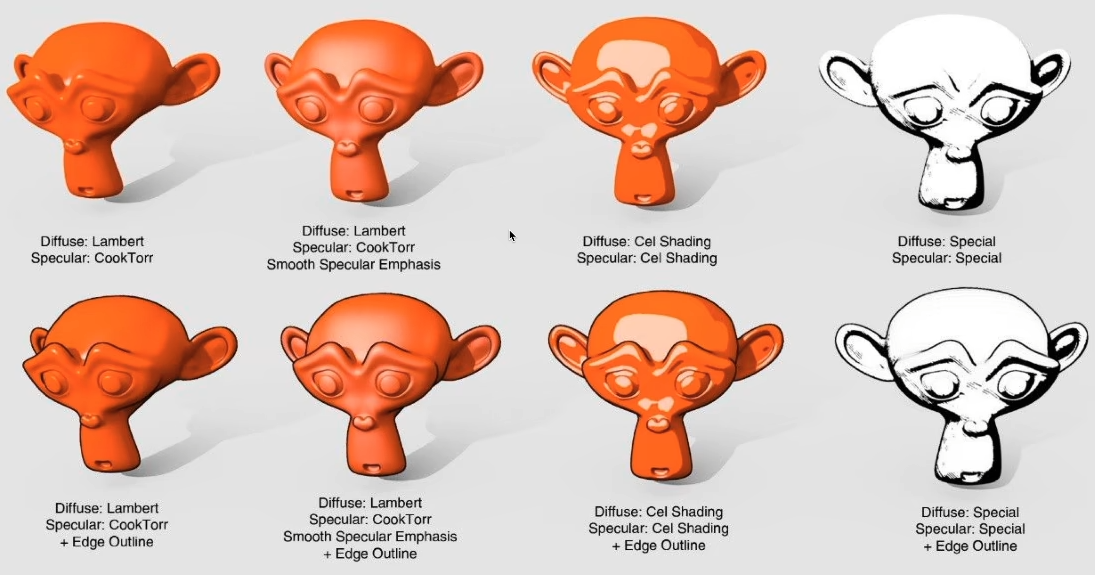 Diffuse: Lambert
Specular: CookTorr
Diffuse: Lambert
Specular: CookTorr
Smooth Specular Emphasis
Diffuse: Cel Shading
Specular: Cel Shading
Diffuse: Special
Specular: Special
Diffuse: Lambert
Specular: CookTorr
+ Edge Outline
Diffuse: Lambert
Specular: CookTorr
Smooth Specular Emphasis
+ Edge Outline
Diffuse: Cel Shading
Specular: Cel Shading
+ Edge Outline
Diffuse: Special
Specular: Special
+ Edge Outline